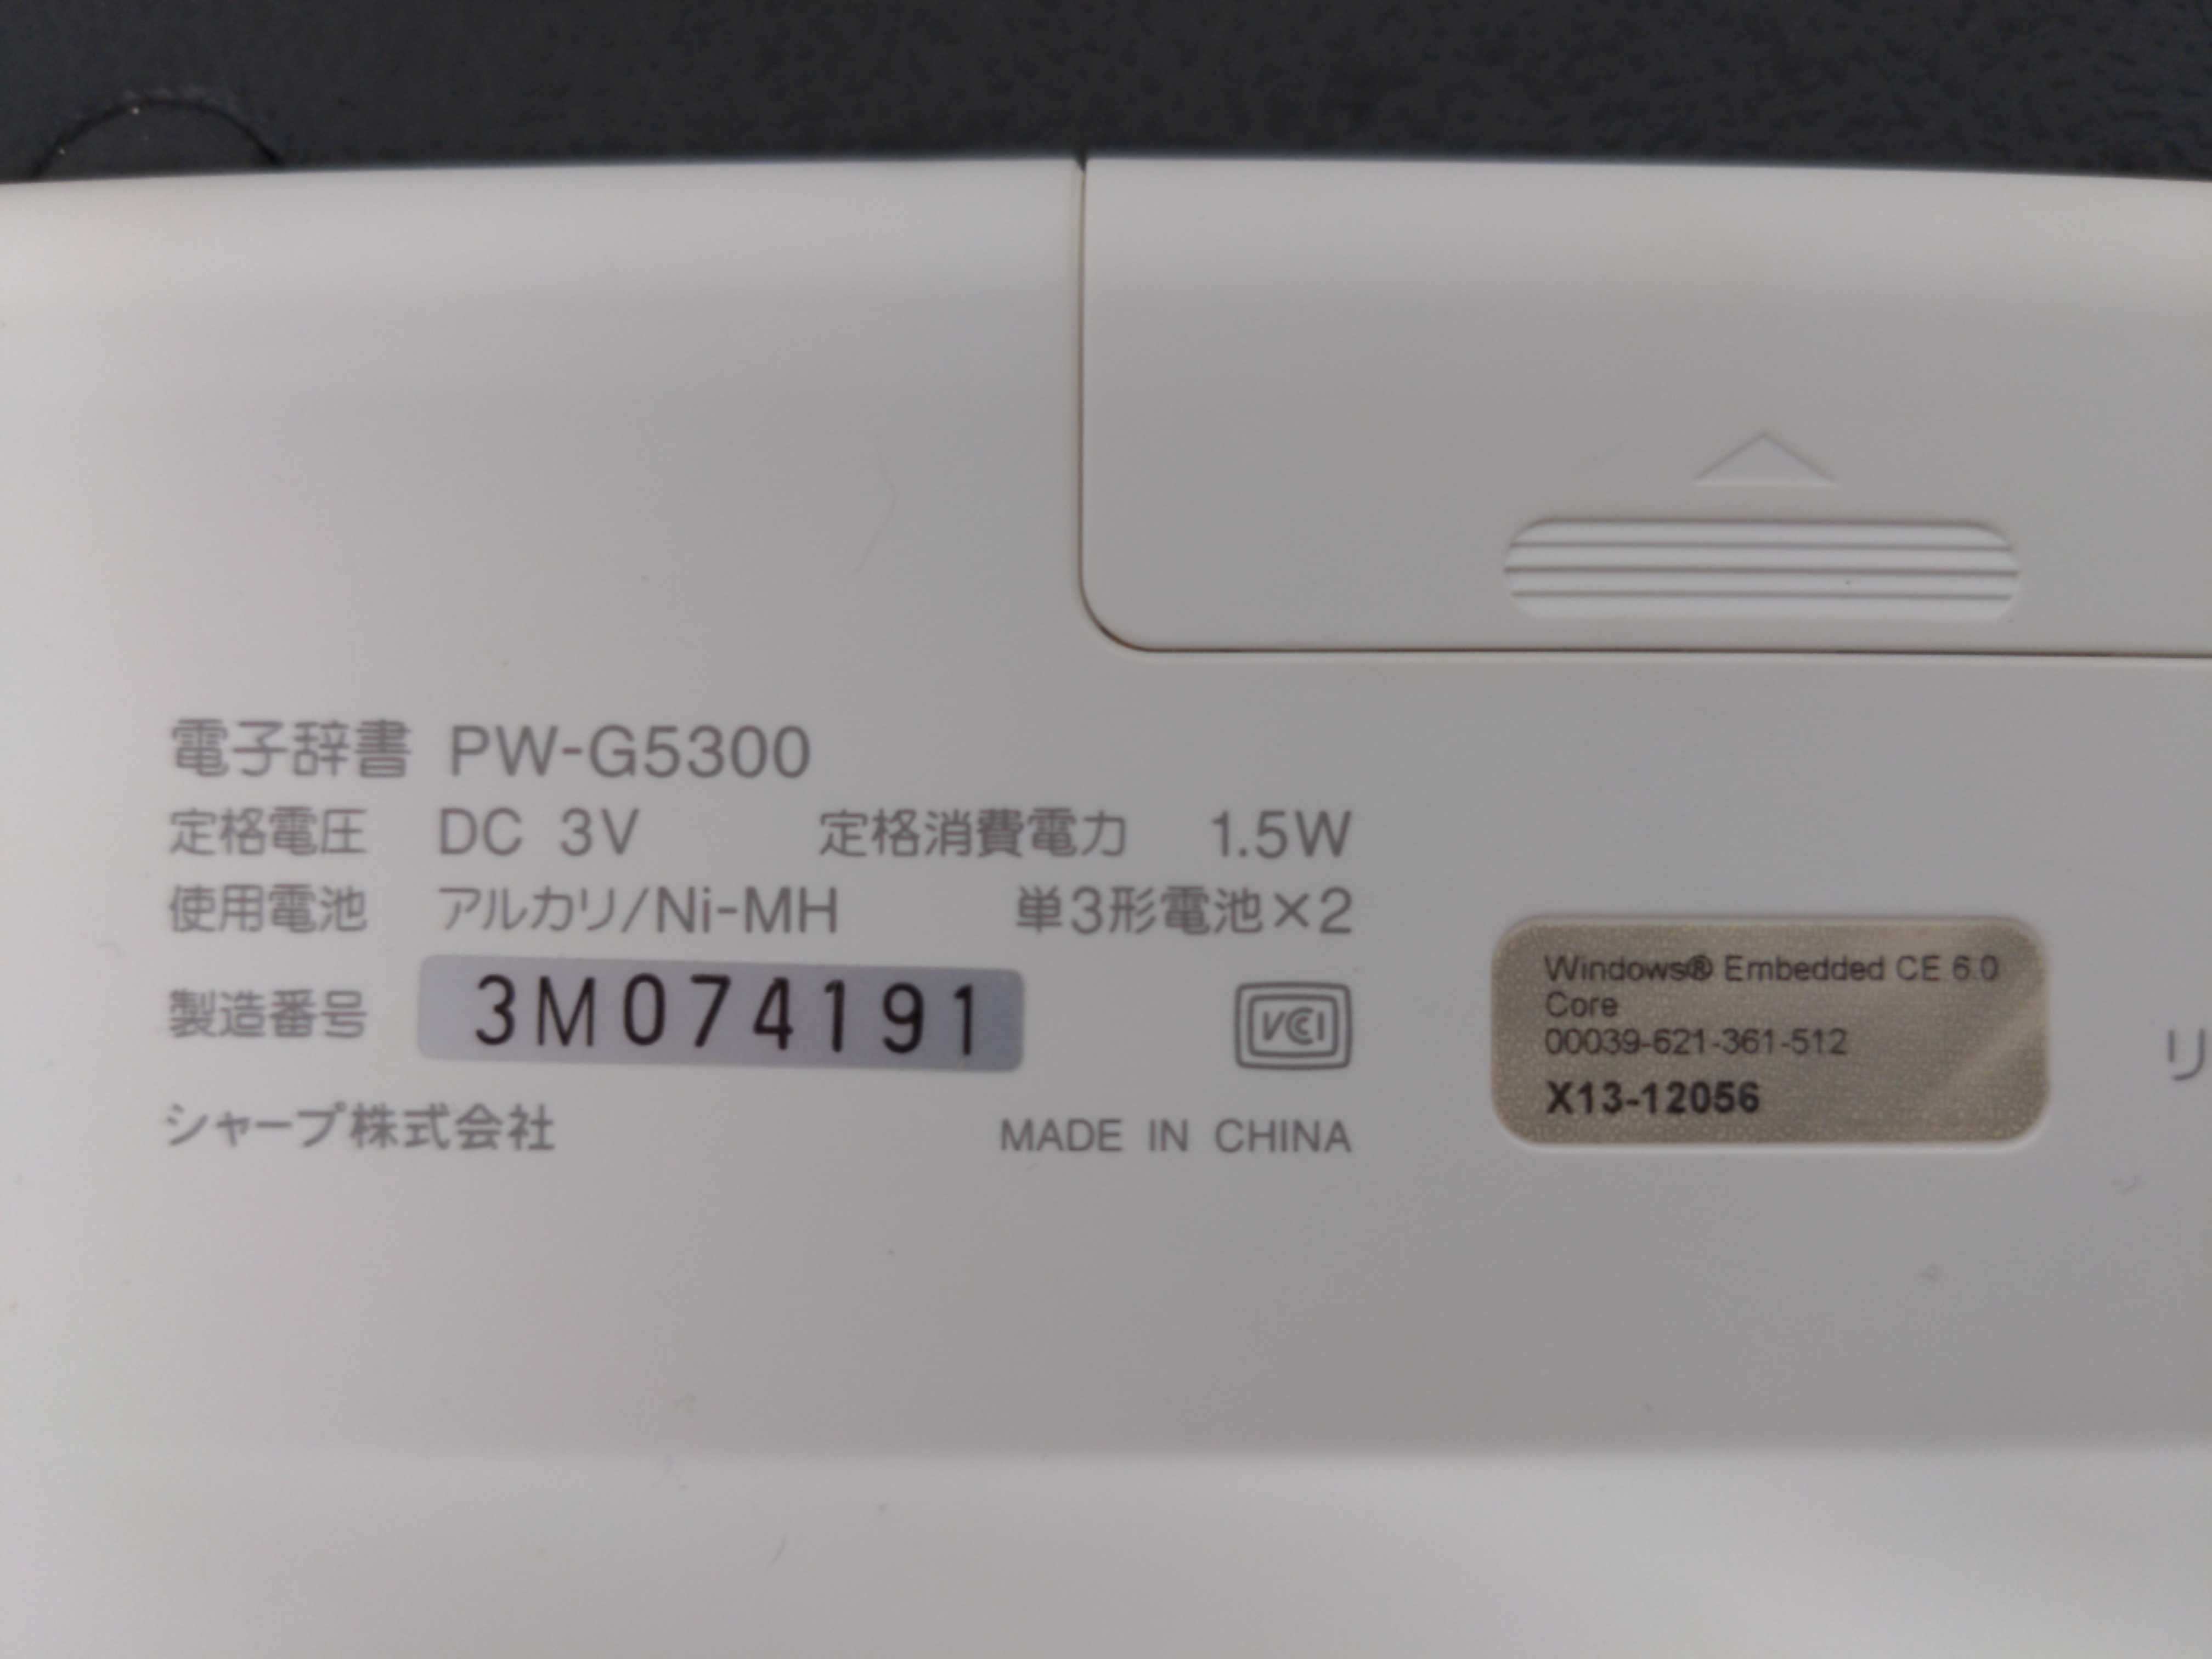 電子辞書 PW-G5300
定格電圧 DC 3V 定格消費電力 1.5W
使用電池 アルカリ/Ni-MH 単3形電池×2
製造番号 3M074191
VCCI
シャープ株式会社 MADE IN CHINA
Windows® Embedded CE 6.0
Core
00039-621-361-512
X13-12056
リ